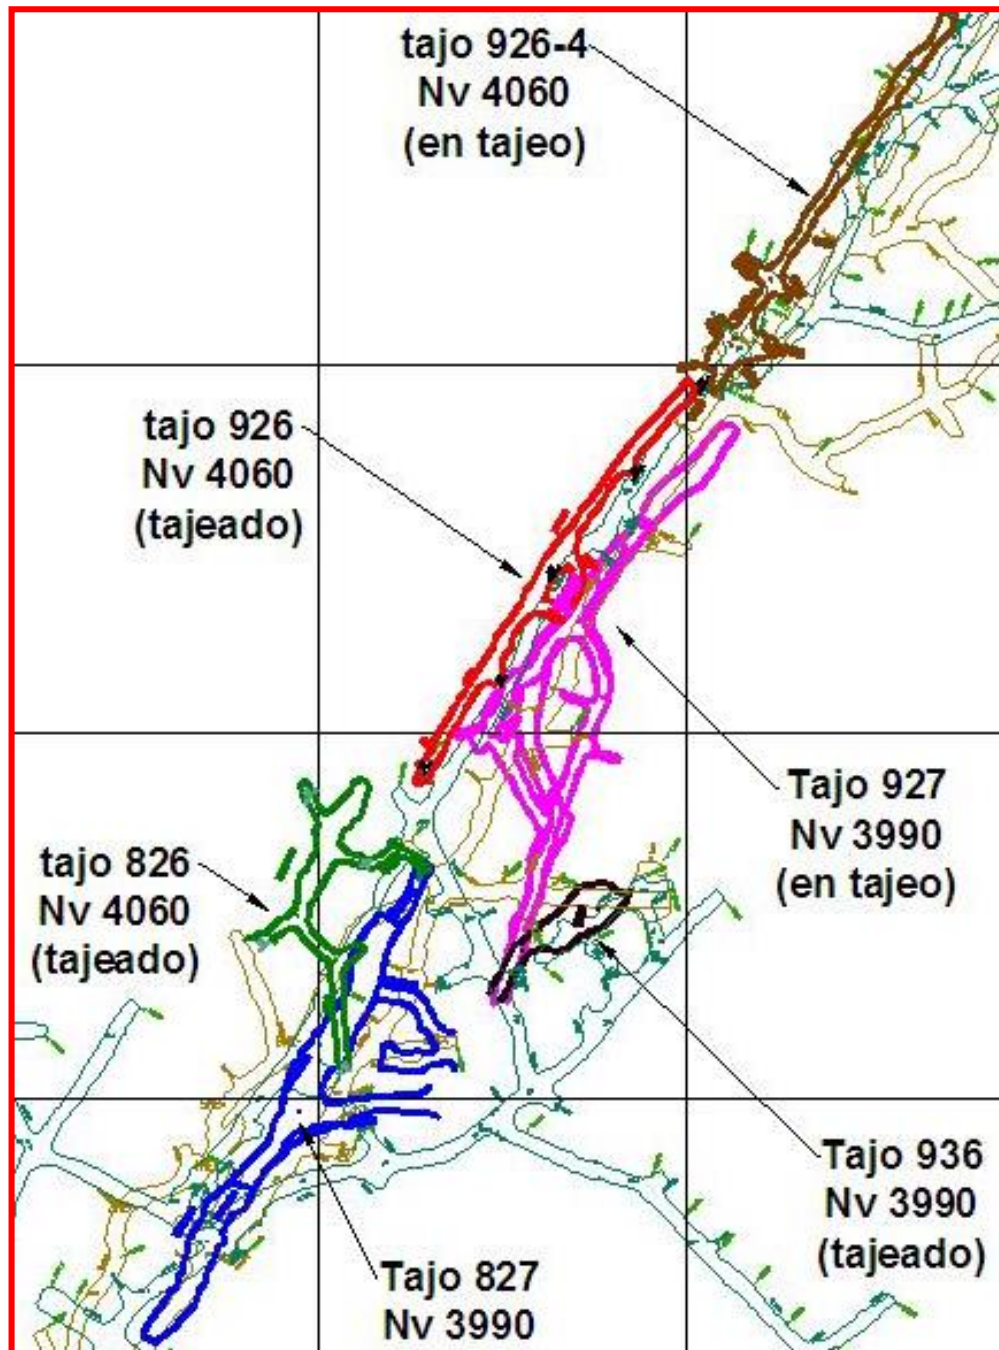 tajo 926-4
Nv 4060
(en tajeo)
tajo 926
Nv 4060
(tajeado)
Tajo 927
Nv 3990
(en tajeo)
tajo 826
Nv 4060
(tajeado)
Tajo 936
Nv 3990
(tajeado)
Tajo 827
Nv 3990